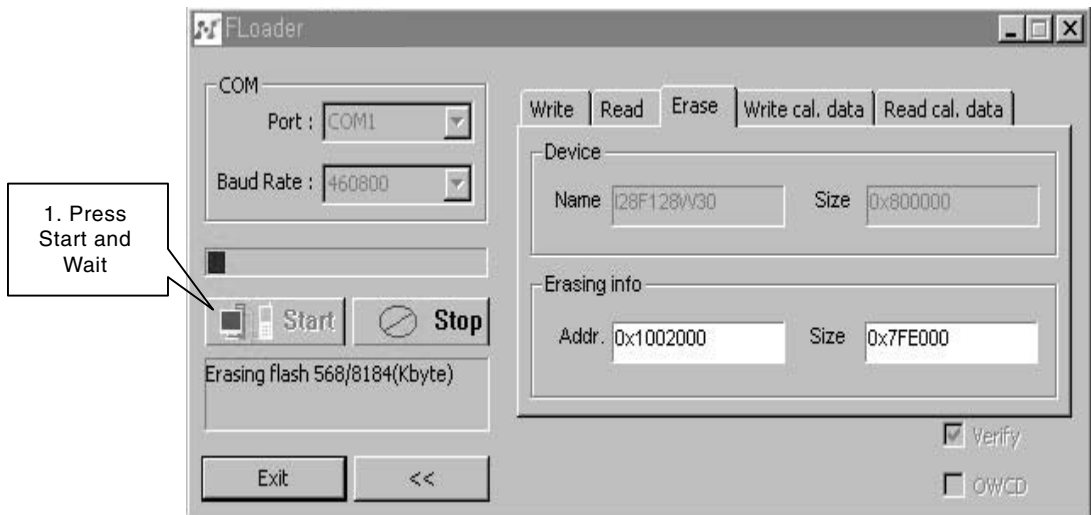 FLoader
COM
Port : COM1
Baud Rate : 460800
1. Press
Start and
Wait
Start
Stop
Erasing flash 568/8184(Kbyte)
Exit
<<
Write
Read
Erase
Write cal. data
Read cal. data
Device
Name I28F128W30
Size 0x800000
Erasing info
Addr. 0x1002000
Size 0x7FE000
Verify
OWCD